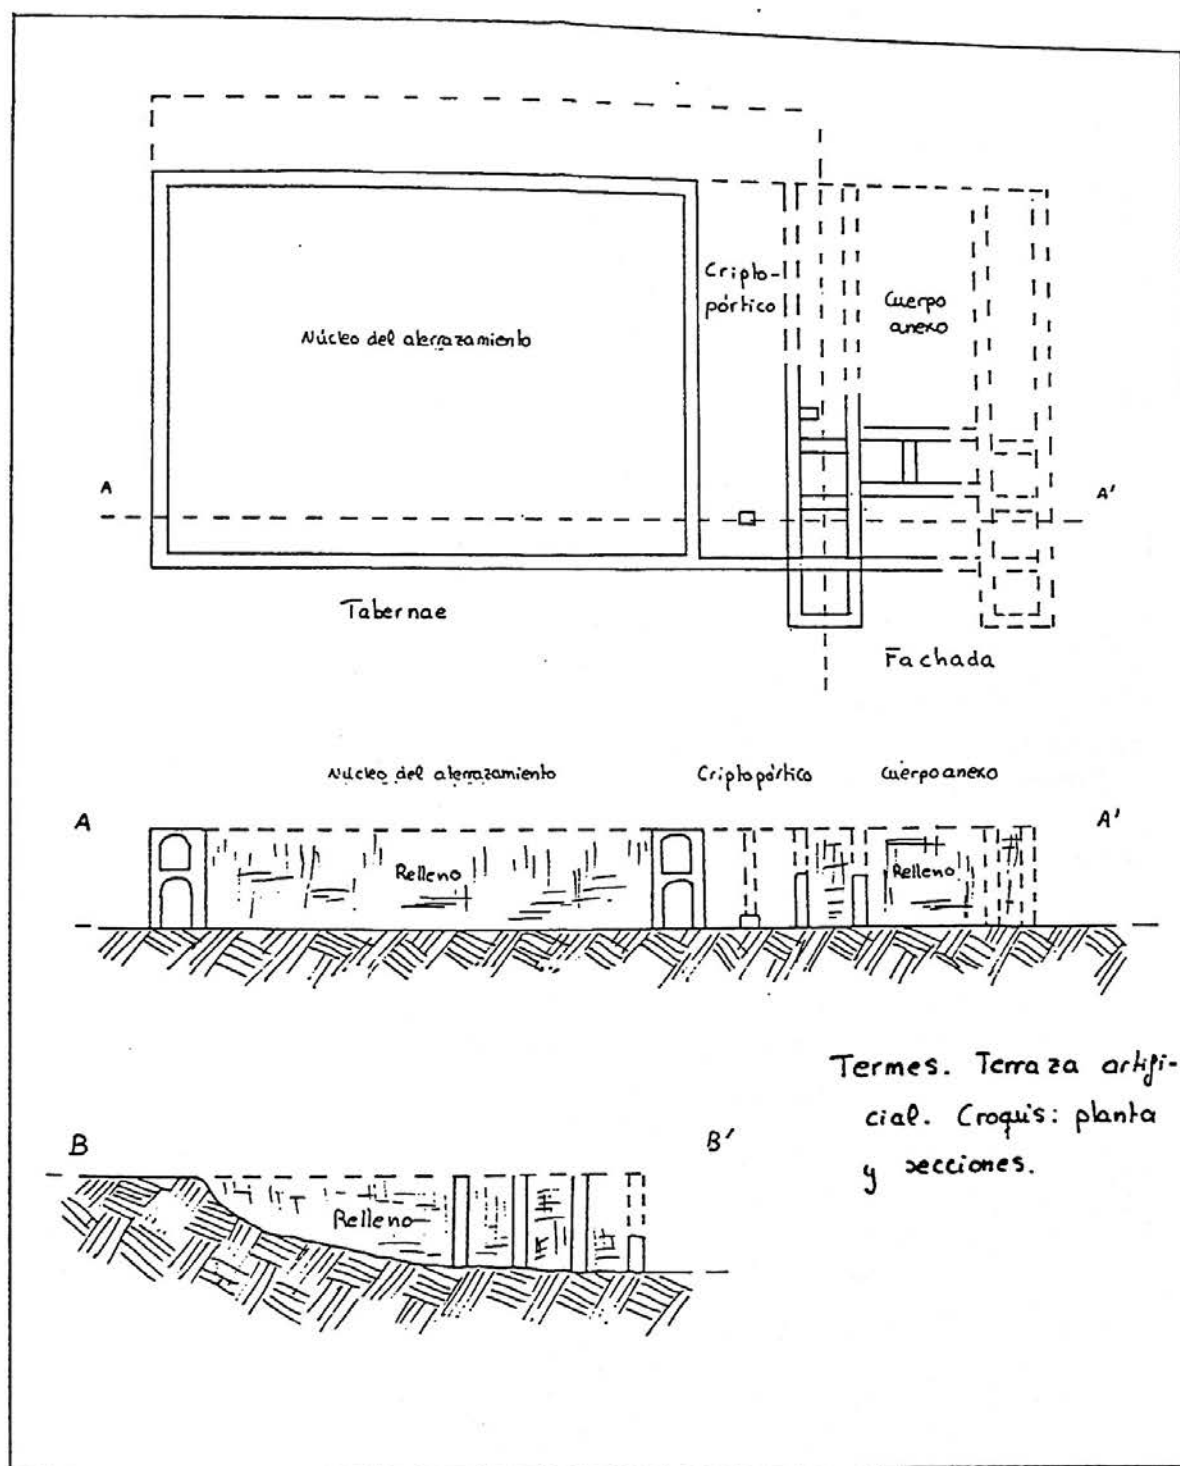 Cripto-
pórtico
Cuerpo
anexo
Núcleo del aterrazamiento
A
A'
Tabernae
Fachada
Núcleo del aterrazamiento
Criptopórtico
Cuerpo anexo
A
A'
Relleno
Relleno
Termes. Terraza artifi-
cial. Croquis: planta
y secciones.
B
B'
Relleno